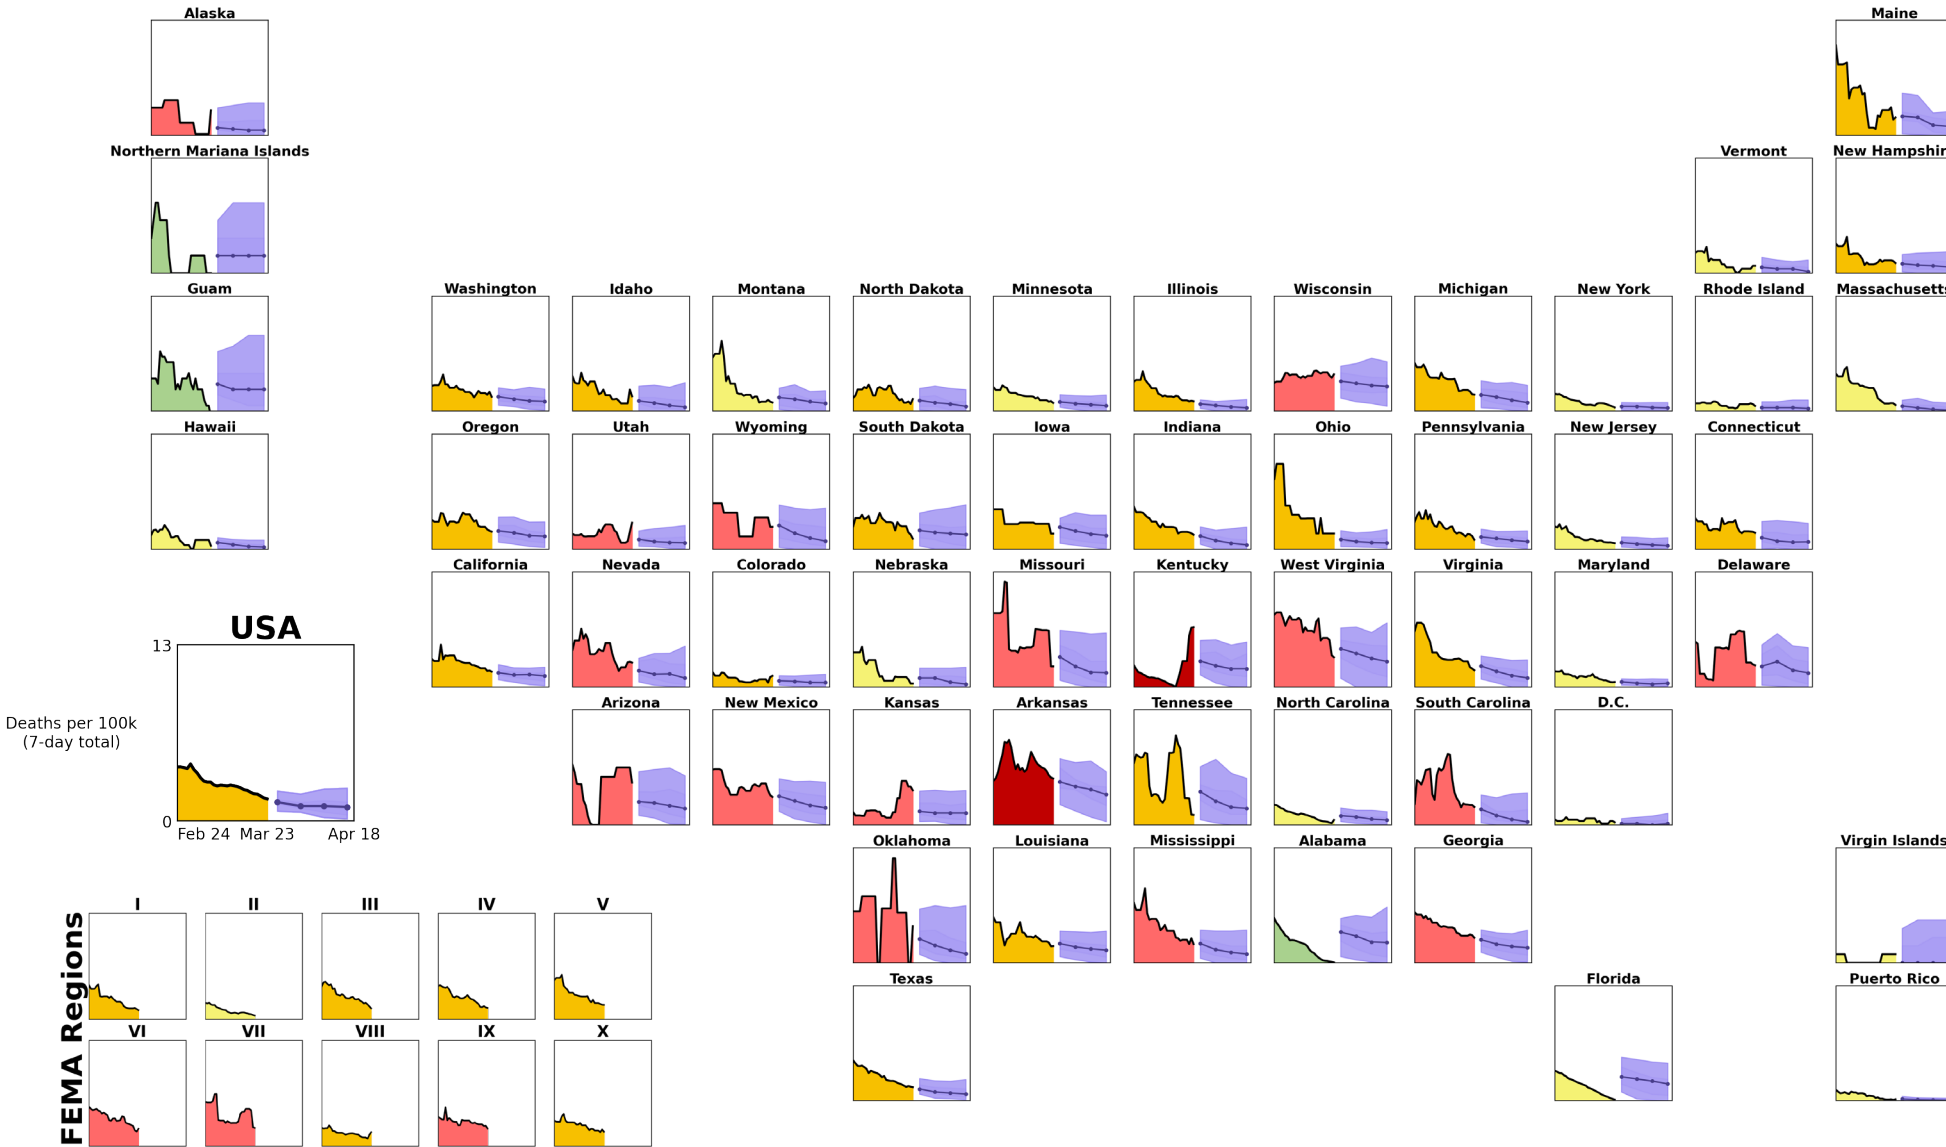 Alaska
Maine
Northern Mariana Islands
Vermont
New Hampshir
Guam
Washington
Idaho
Montana
North Dakota
Minnesota
Illinois
Wisconsin
Michigan
New York
Rhode Island
Massachusetts
Hawaii
Oregon
Utah
Wyoming
South Dakota
Iowa
Indiana
Ohio
Pennsylvania
New Jersey
Connecticut
California
Nevada
Colorado
Nebraska
Missouri
Kentucky
West Virginia
Virginia
Maryland
Delaware
USA
13
0
Deaths per 100k
(7-day total)
Feb 24
Mar 23
Apr 18
Arizona
New Mexico
Kansas
Arkansas
Tennessee
North Carolina
South Carolina
D.C.
Oklahoma
Louisiana
Mississippi
Alabama
Georgia
Virgin Islands
Texas
Florida
Puerto Rico
FEMA Regions
I
II
III
IV
V
VI
VII
VIII
IX
X